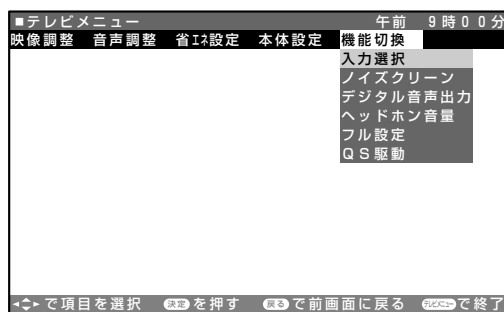 ■テレビメニュー 午前 9時00分
映像調整 音声調整 省エネ設定 本体設定 機能切換
入力選択
ノイズクリーン
デジタル音声出力
ヘッドホン音量
フル設定
QS駆動
で項目を選択 決定を押す 戻るで前画面に戻る テレビメニューで終了